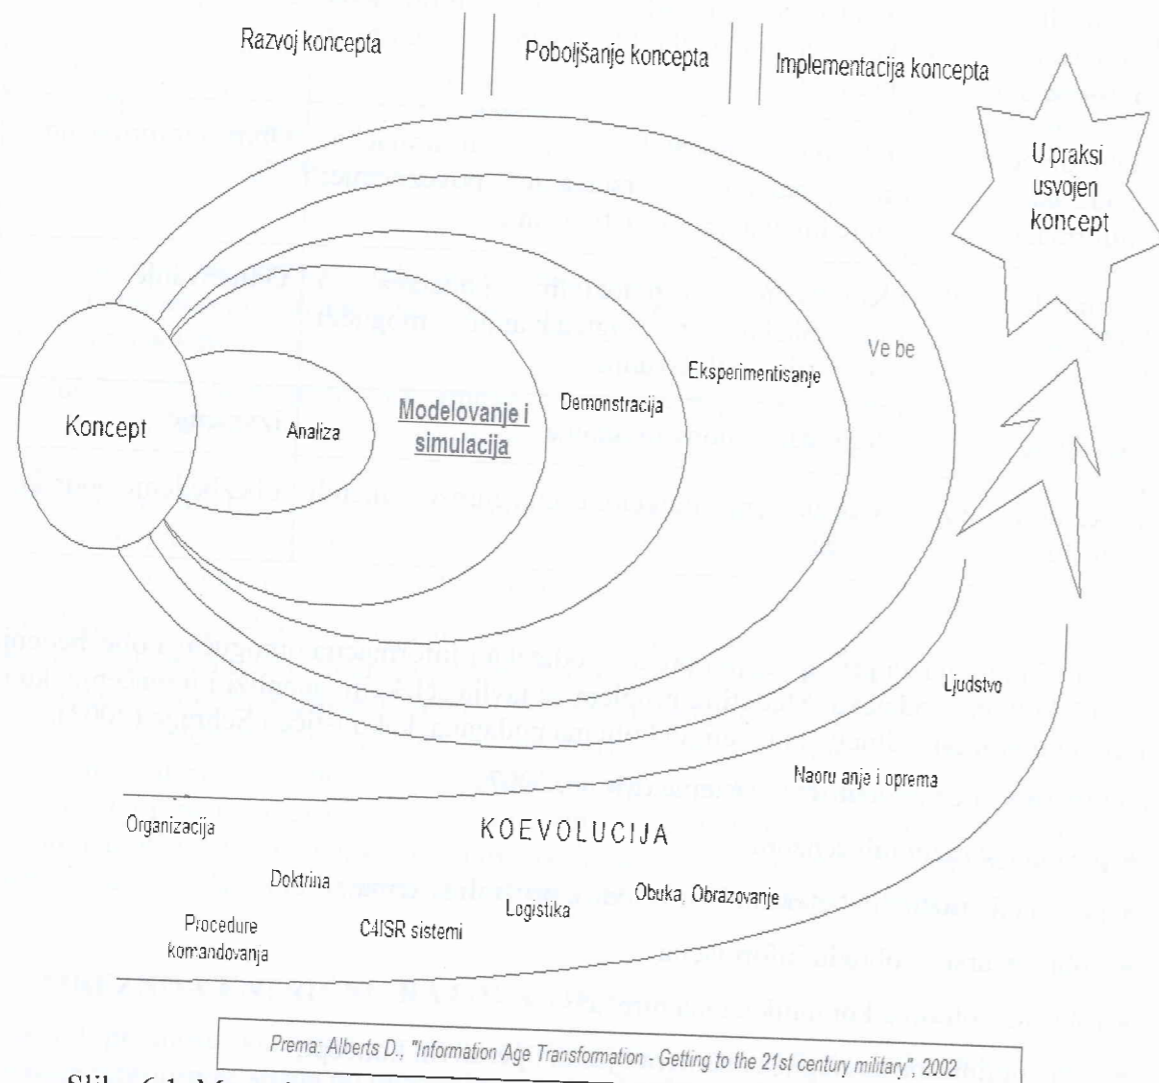 Razvoj koncepta
Poboljšanje koncepta
Implementacija koncepta
U praksi
usvojen
koncept
Koncept
Analiza
Modelovanje i
simulacija
Demonstracija
Eksperimentisanje
Ve be
Ljudstvo
Naoru anje i oprema
KOEVOLUCIJA
Organizacija
Doktrina
Procedure
komandovanja
C4ISR sistemi
Logistika
Obuka, Obrazovanje
Prema: Alberts D., "Information Age Transformation - Getting to the 21st century military", 2002